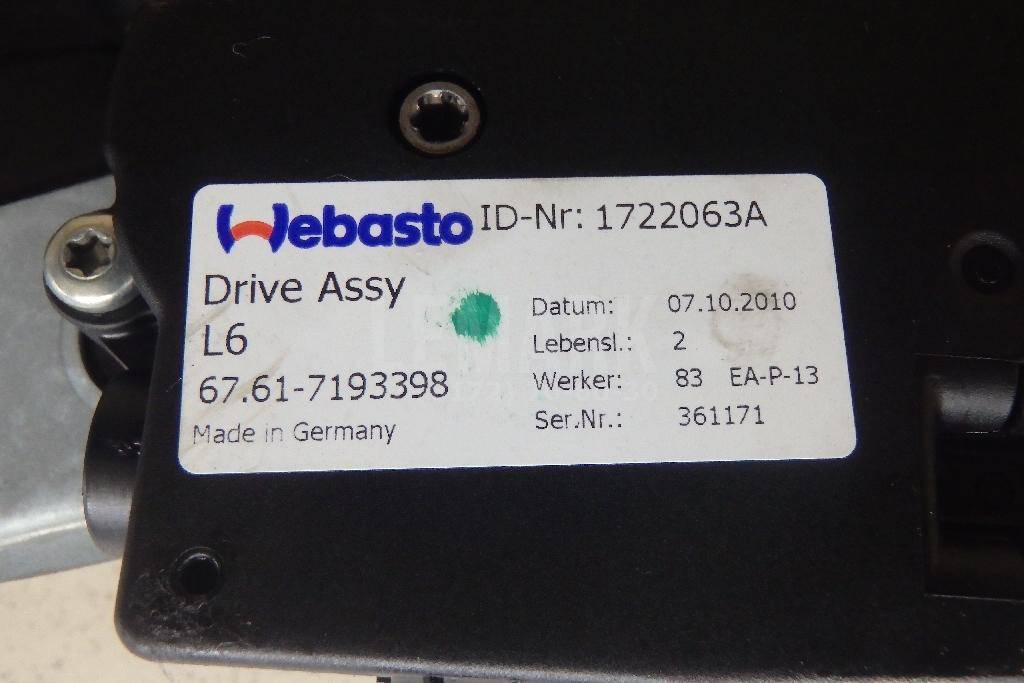 Webasto ID-Nr: 1722063A
Drive Assy
L6
67.61-7193398
Made in Germany
Datum: 07.10.2010
Lebensl.: 2
Werker: 83 EA-P-13
Ser.Nr.: 361171